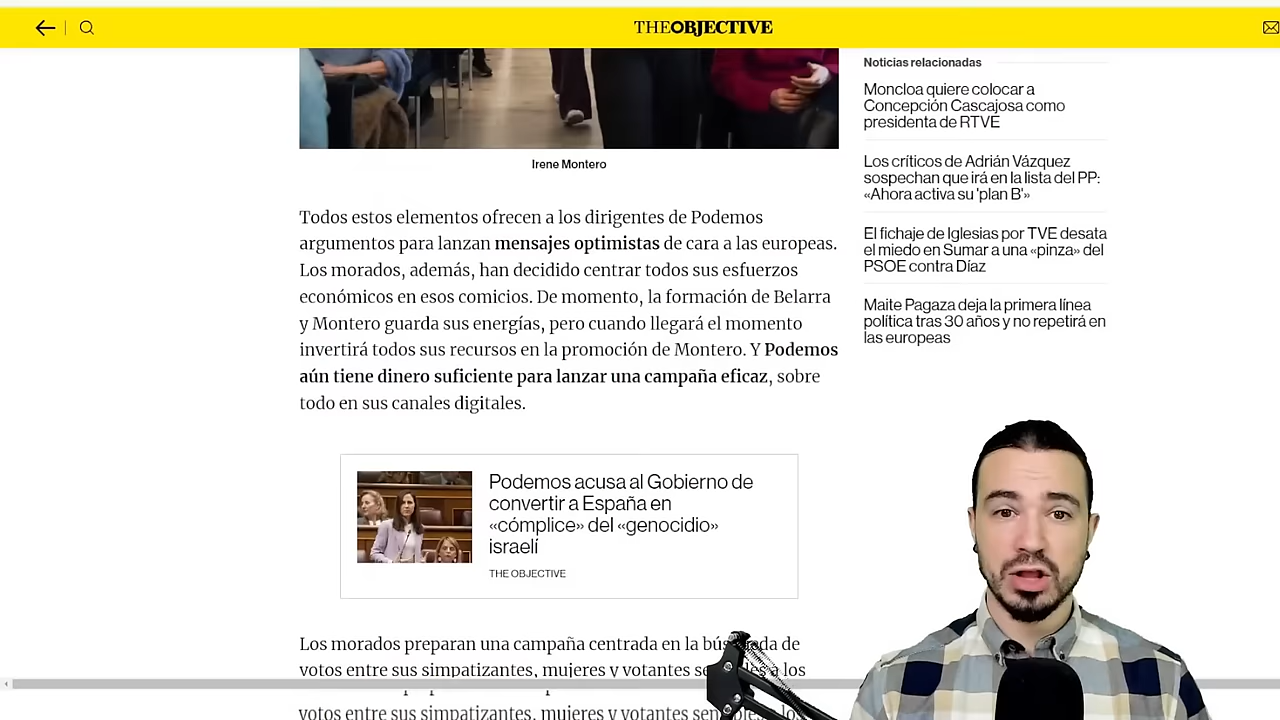 THEOBJECTIVE
Irene Montero
Todos estos elementos ofrecen a los dirigentes de Podemos
argumentos para lanzan mensajes optimistas de cara a las europeas.
Los morados, además, han decidido centrar todos sus esfuerzos
económicos en esos comicios. De momento, la formación de Belarra
y Montero guarda sus energías, pero cuando llegará el momento
invertirá todos sus recursos en la promoción de Montero. Y Podemos
aún tiene dinero suficiente para lanzar una campaña eficaz, sobre
todo en sus canales digitales.
Podemos acusa al Gobierno de
convertir a España en
«cómplice» del «genocidio»
israelí
THE OBJECTIVE
Los morados preparan una campaña centrada en la búsqueda de
votos entre sus simpatizantes, mujeres y votantes sensibles a los
votos entre sus simpatizantes, mujeres y votantes sensibles a los
Noticias relacionadas
Moncloa quiere colocar a
Concepción Cascajosa como
presidenta de RTVE
Los críticos de Adrián Vázquez
sospechan que irá en la lista del PP:
«Ahora activa su 'plan B'»
El fichaje de Iglesias por TVE desata
el miedo en Sumar a una «pinza» del
PSOE contra Díaz
Maite Pagaza deja la primera línea
política tras 30 años y no repetirá en
las europeas